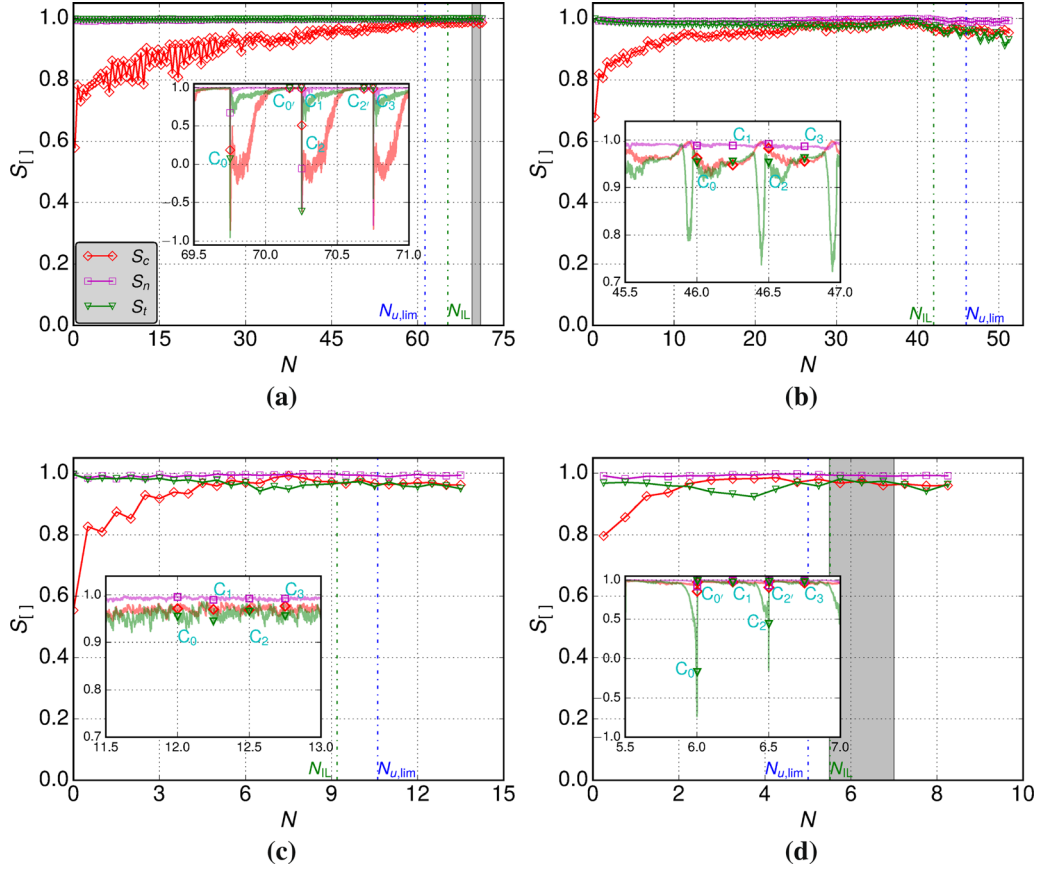 1.0
0.8
0.6
0.4
0.2
0.0
S[ ]
1.0
0.5
0.0
−0.5
−1.0
69.5
70.0
70.5
71.0
C0
C0′
C1
C2′
C3
Sc
Sn
St
Nu,lim
NIL
0
15
30
45
60
75
N
(a)
1.0
0.8
0.6
0.4
0.2
0.0
S[ ]
1.0
0.9
0.8
0.7
45.5
46.0
46.5
47.0
C0
C1
C2
C3
NIL
Nu,lim
0
10
20
30
40
50
N
(b)
1.0
0.8
0.6
0.4
0.2
0.0
S[ ]
1.0
0.9
0.8
0.7
11.5
12.0
12.5
13.0
C0
C1
C2
C3
NIL
Nu,lim
0
3
6
9
12
15
N
(c)
1.0
0.8
0.6
0.4
0.2
0.0
S[ ]
1.0
0.5
0.0
−0.5
−1.0
5.5
6.0
6.5
7.0
C0
C0′
C1
C2
C2′
C3
Nu,lim
NIL
0
2
4
6
8
10
N
(d)